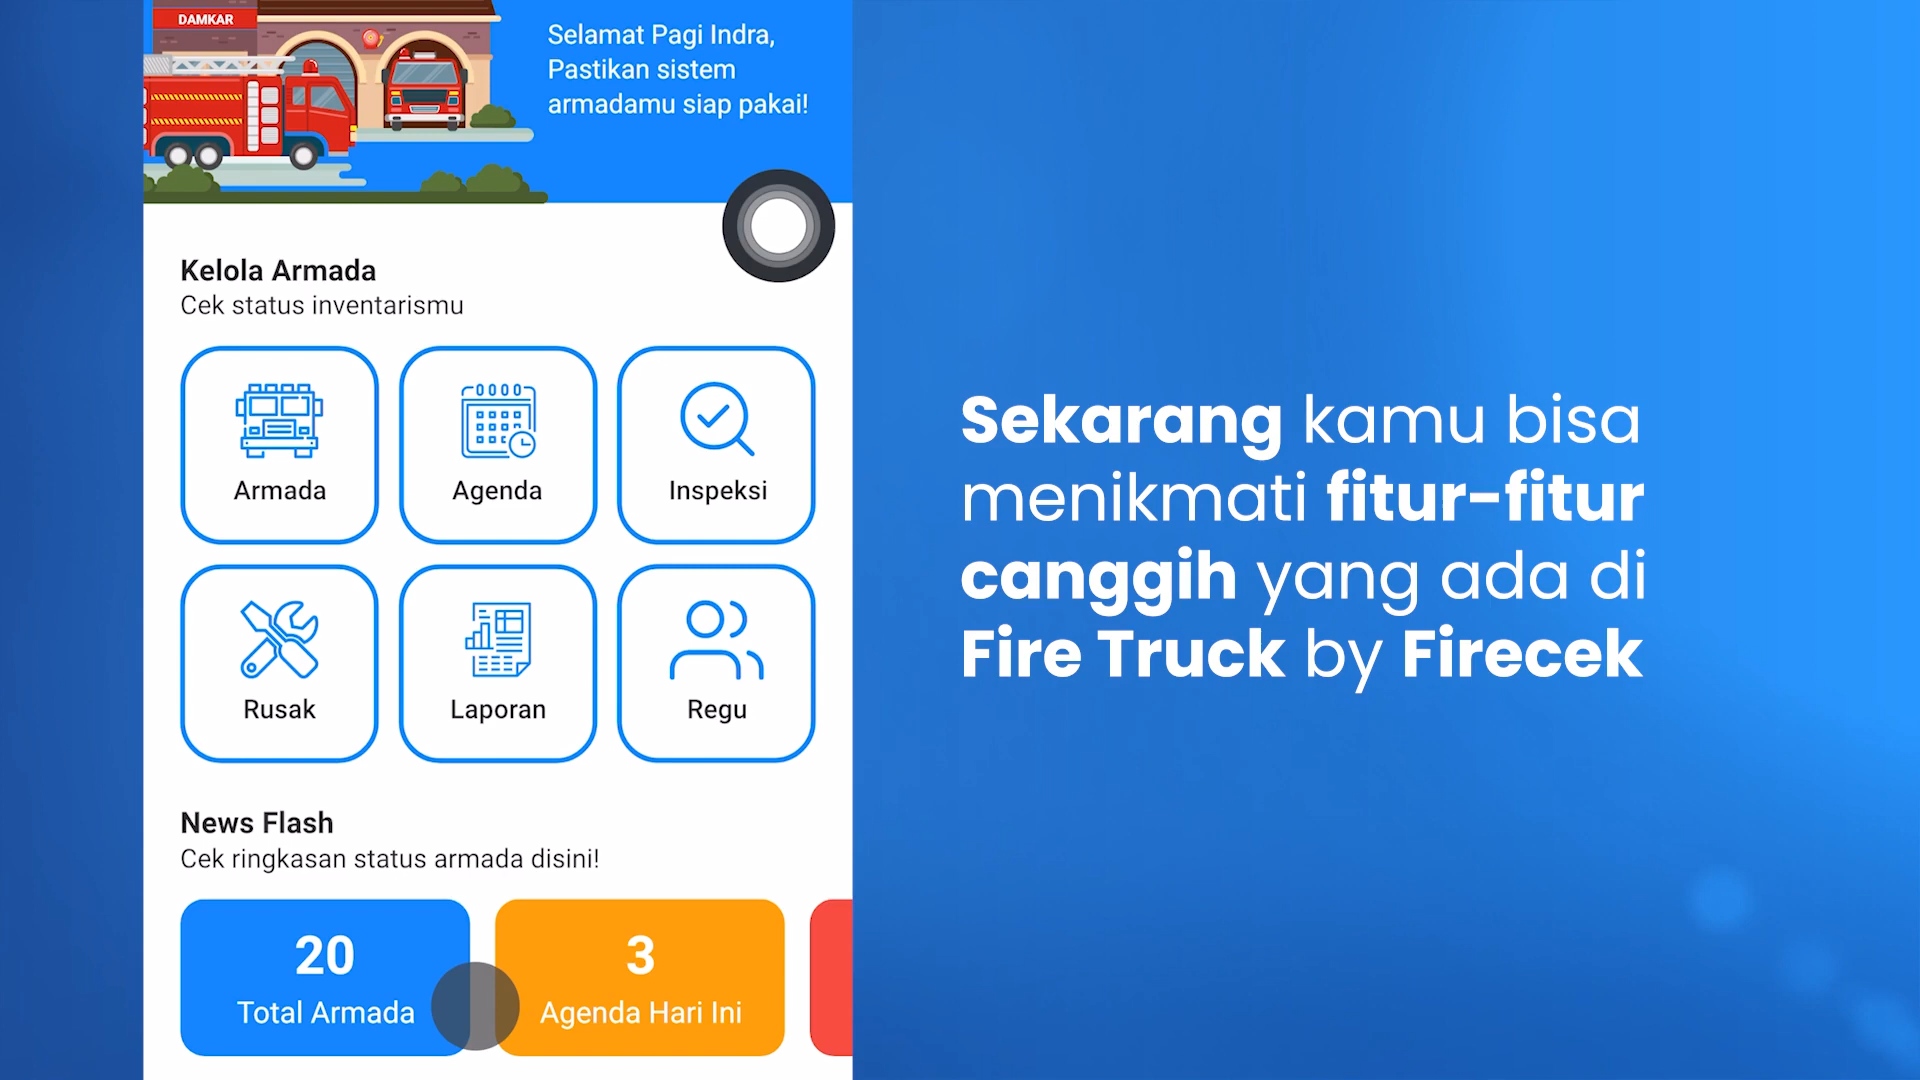 DAMKAR
Selamat Pagi Indra,
Pastikan sistem
armadamu siap pakai!
Kelola Armada
Cek status inventarismu
Armada
Agenda
Inspeksi
Rusak
Laporan
Regu
News Flash
Cek ringkasan status armada disini!
20
Total Armada
3
Agenda Hari Ini
Sekarang kamu bisa
menikmati fitur-fitur
canggih yang ada di
Fire Truck by Firecek